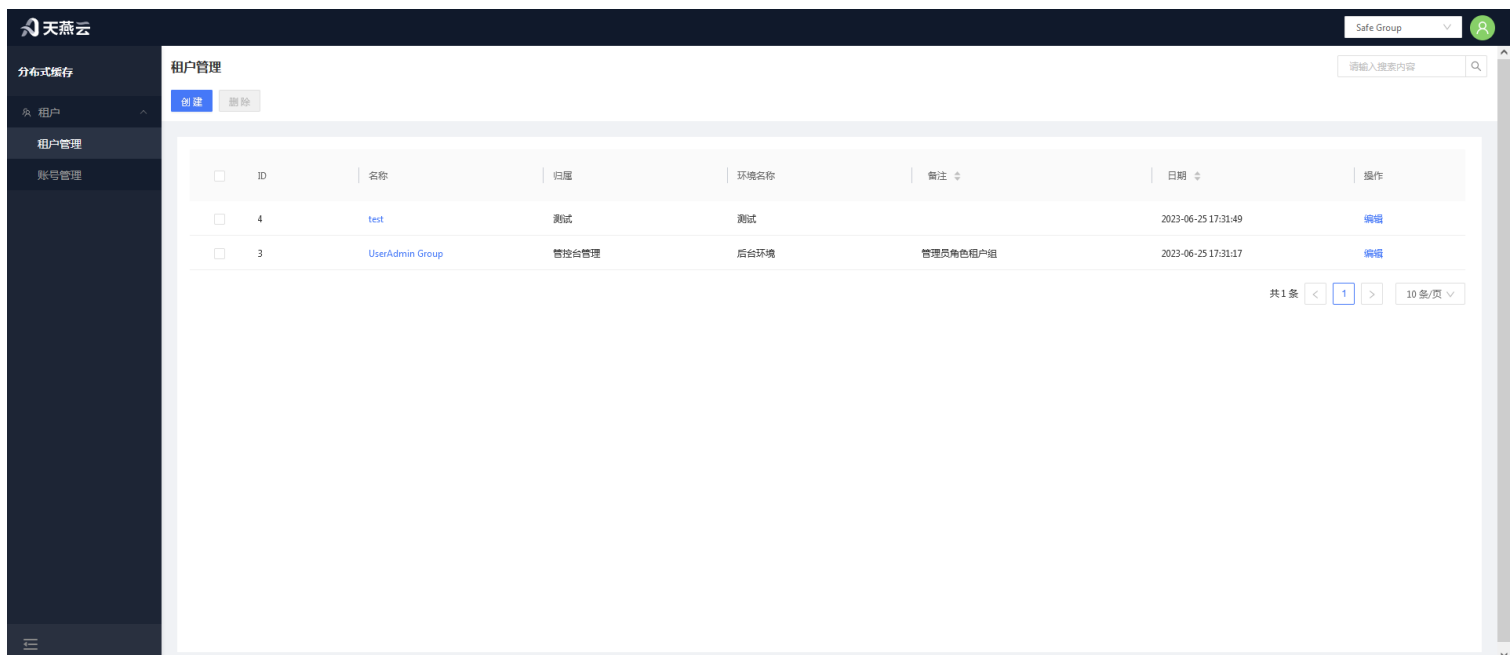 天燕云
Safe Group
分布式缓存
租户管理
请输入搜索内容
创建 删除
租户
租户管理
账号管理
ID 名称 归属 环境名称 备注 日期 操作
4 test 测试 测试 2023-06-25 17:31:49 编辑
3 UserAdmin Group 管控台管理 后台环境 管理员角色租户组 2023-06-25 17:31:17 编辑
共1条 < 1 > 10 条/页